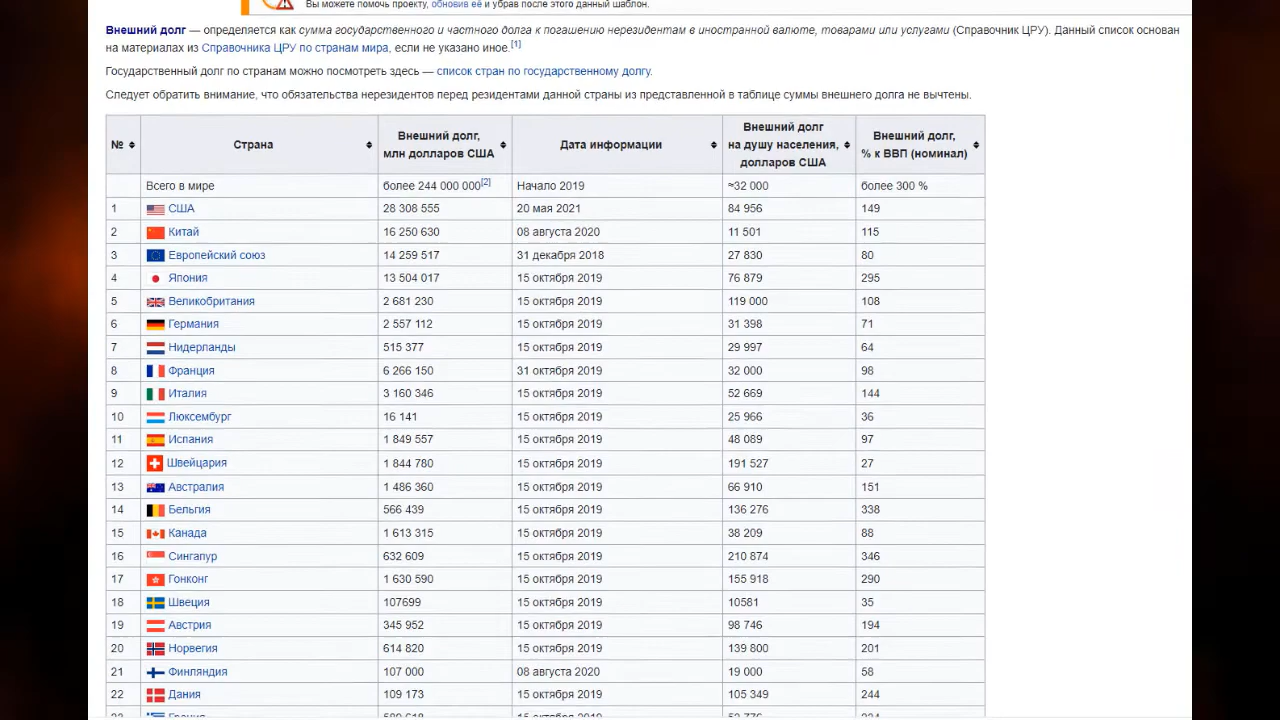 Вы можете помочь проекту, обновив её и убрав после этого данный шаблон.
Внешний долг — определяется как сумма государственного и частного долга к погашению нерезидентам в иностранной валюте, товарами или услугами (Справочник ЦРУ). Данный список основан
на материалах из Справочника ЦРУ по странам мира, если не указано иное.[1]
Государственный долг по странам можно посмотреть здесь — список стран по государственному долгу.
Следует обратить внимание, что обязательства нерезидентов перед резидентами данной страны из представленной в таблице суммы внешнего долга не вычтены.
№ Страна Внешний долг, млн долларов США Дата информации Внешний долг на душу населения, долларов США Внешний долг, % к ВВП (номинал)
Всего в мире более 244 000 000[2] Начало 2019 ≈32 000 более 300 %
1 США 28 308 555 20 мая 2021 84 956 149
2 Китай 16 250 630 08 августа 2020 11 501 115
3 Европейский союз 14 259 517 31 декабря 2018 27 830 80
4 Япония 13 504 017 15 октября 2019 76 879 295
5 Великобритания 2 681 230 15 октября 2019 119 000 108
6 Германия 2 557 112 15 октября 2019 31 398 71
7 Нидерланды 515 377 15 октября 2019 29 997 64
8 Франция 6 266 150 31 октября 2019 32 000 98
9 Италия 3 160 346 15 октября 2019 52 669 144
10 Люксембург 16 141 15 октября 2019 25 966 36
11 Испания 1 849 557 15 октября 2019 48 089 97
12 Швейцария 1 844 780 15 октября 2019 191 527 27
13 Австралия 1 486 360 15 октября 2019 66 910 151
14 Бельгия 566 439 15 октября 2019 136 276 338
15 Канада 1 613 315 15 октября 2019 38 209 88
16 Сингапур 632 609 15 октября 2019 210 874 346
17 Гонконг 1 630 590 15 октября 2019 155 918 290
18 Швеция 107699 15 октября 2019 10581 35
19 Австрия 345 952 15 октября 2019 98 746 194
20 Норвегия 614 820 15 октября 2019 139 800 201
21 Финляндия 107 000 08 августа 2020 19 000 58
22 Дания 109 173 15 октября 2019 105 349 244